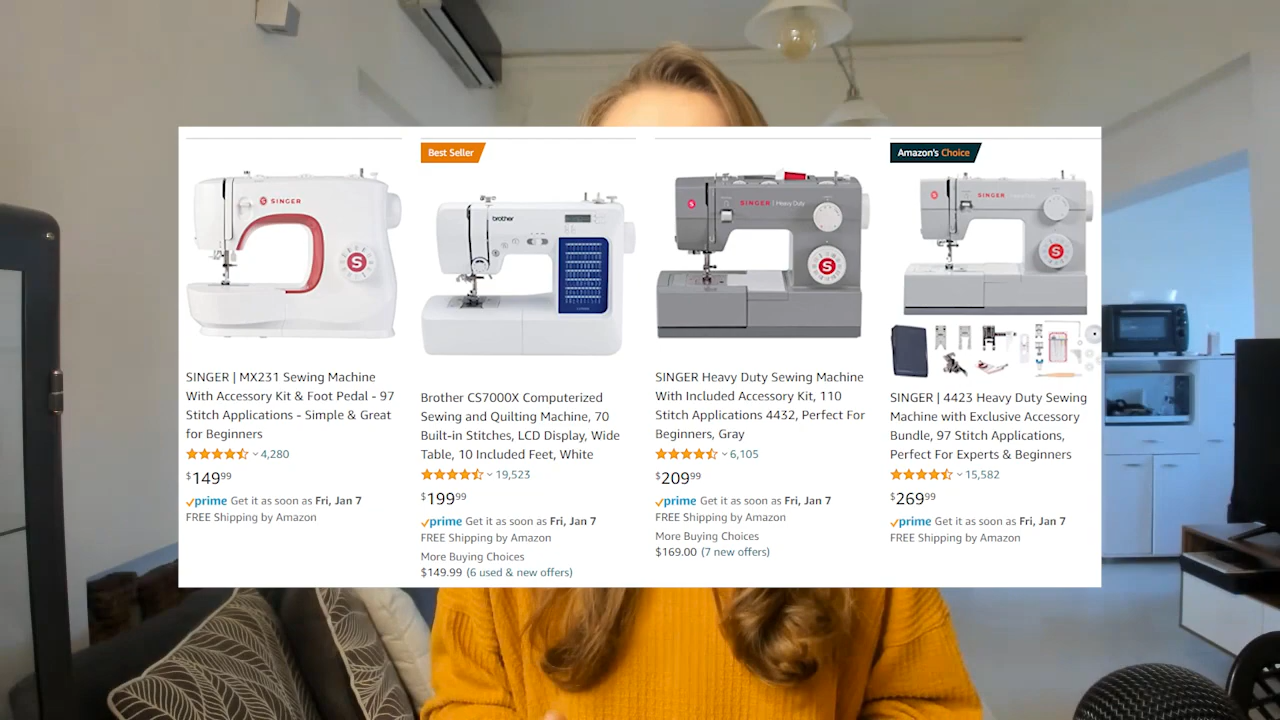 SINGER
SINGER | MX231 Sewing Machine
With Accessory Kit & Foot Pedal - 97
Stitch Applications - Simple & Great
for Beginners
4,280
$149.99
prime Get it as soon as Fri, Jan 7
FREE Shipping by Amazon
Best Seller
brother
Brother CS7000X Computerized
Sewing and Quilting Machine, 70
Built-in Stitches, LCD Display, Wide
Table, 10 Included Feet, White
19,523
$199.99
prime Get it as soon as Fri, Jan 7
FREE Shipping by Amazon
More Buying Choices
$149.99 (6 used & new offers)
SINGER | Heavy Duty
SINGER Heavy Duty Sewing Machine
With Included Accessory Kit, 110
Stitch Applications 4432, Perfect For
Beginners, Gray
6,105
$209.99
prime Get it as soon as Fri, Jan 7
FREE Shipping by Amazon
More Buying Choices
$169.00 (7 new offers)
Amazon's Choice
SINGER
SINGER | 4423 Heavy Duty Sewing
Machine with Exclusive Accessory
Bundle, 97 Stitch Applications,
Perfect For Experts & Beginners
15,582
$269.99
prime Get it as soon as Fri, Jan 7
FREE Shipping by Amazon